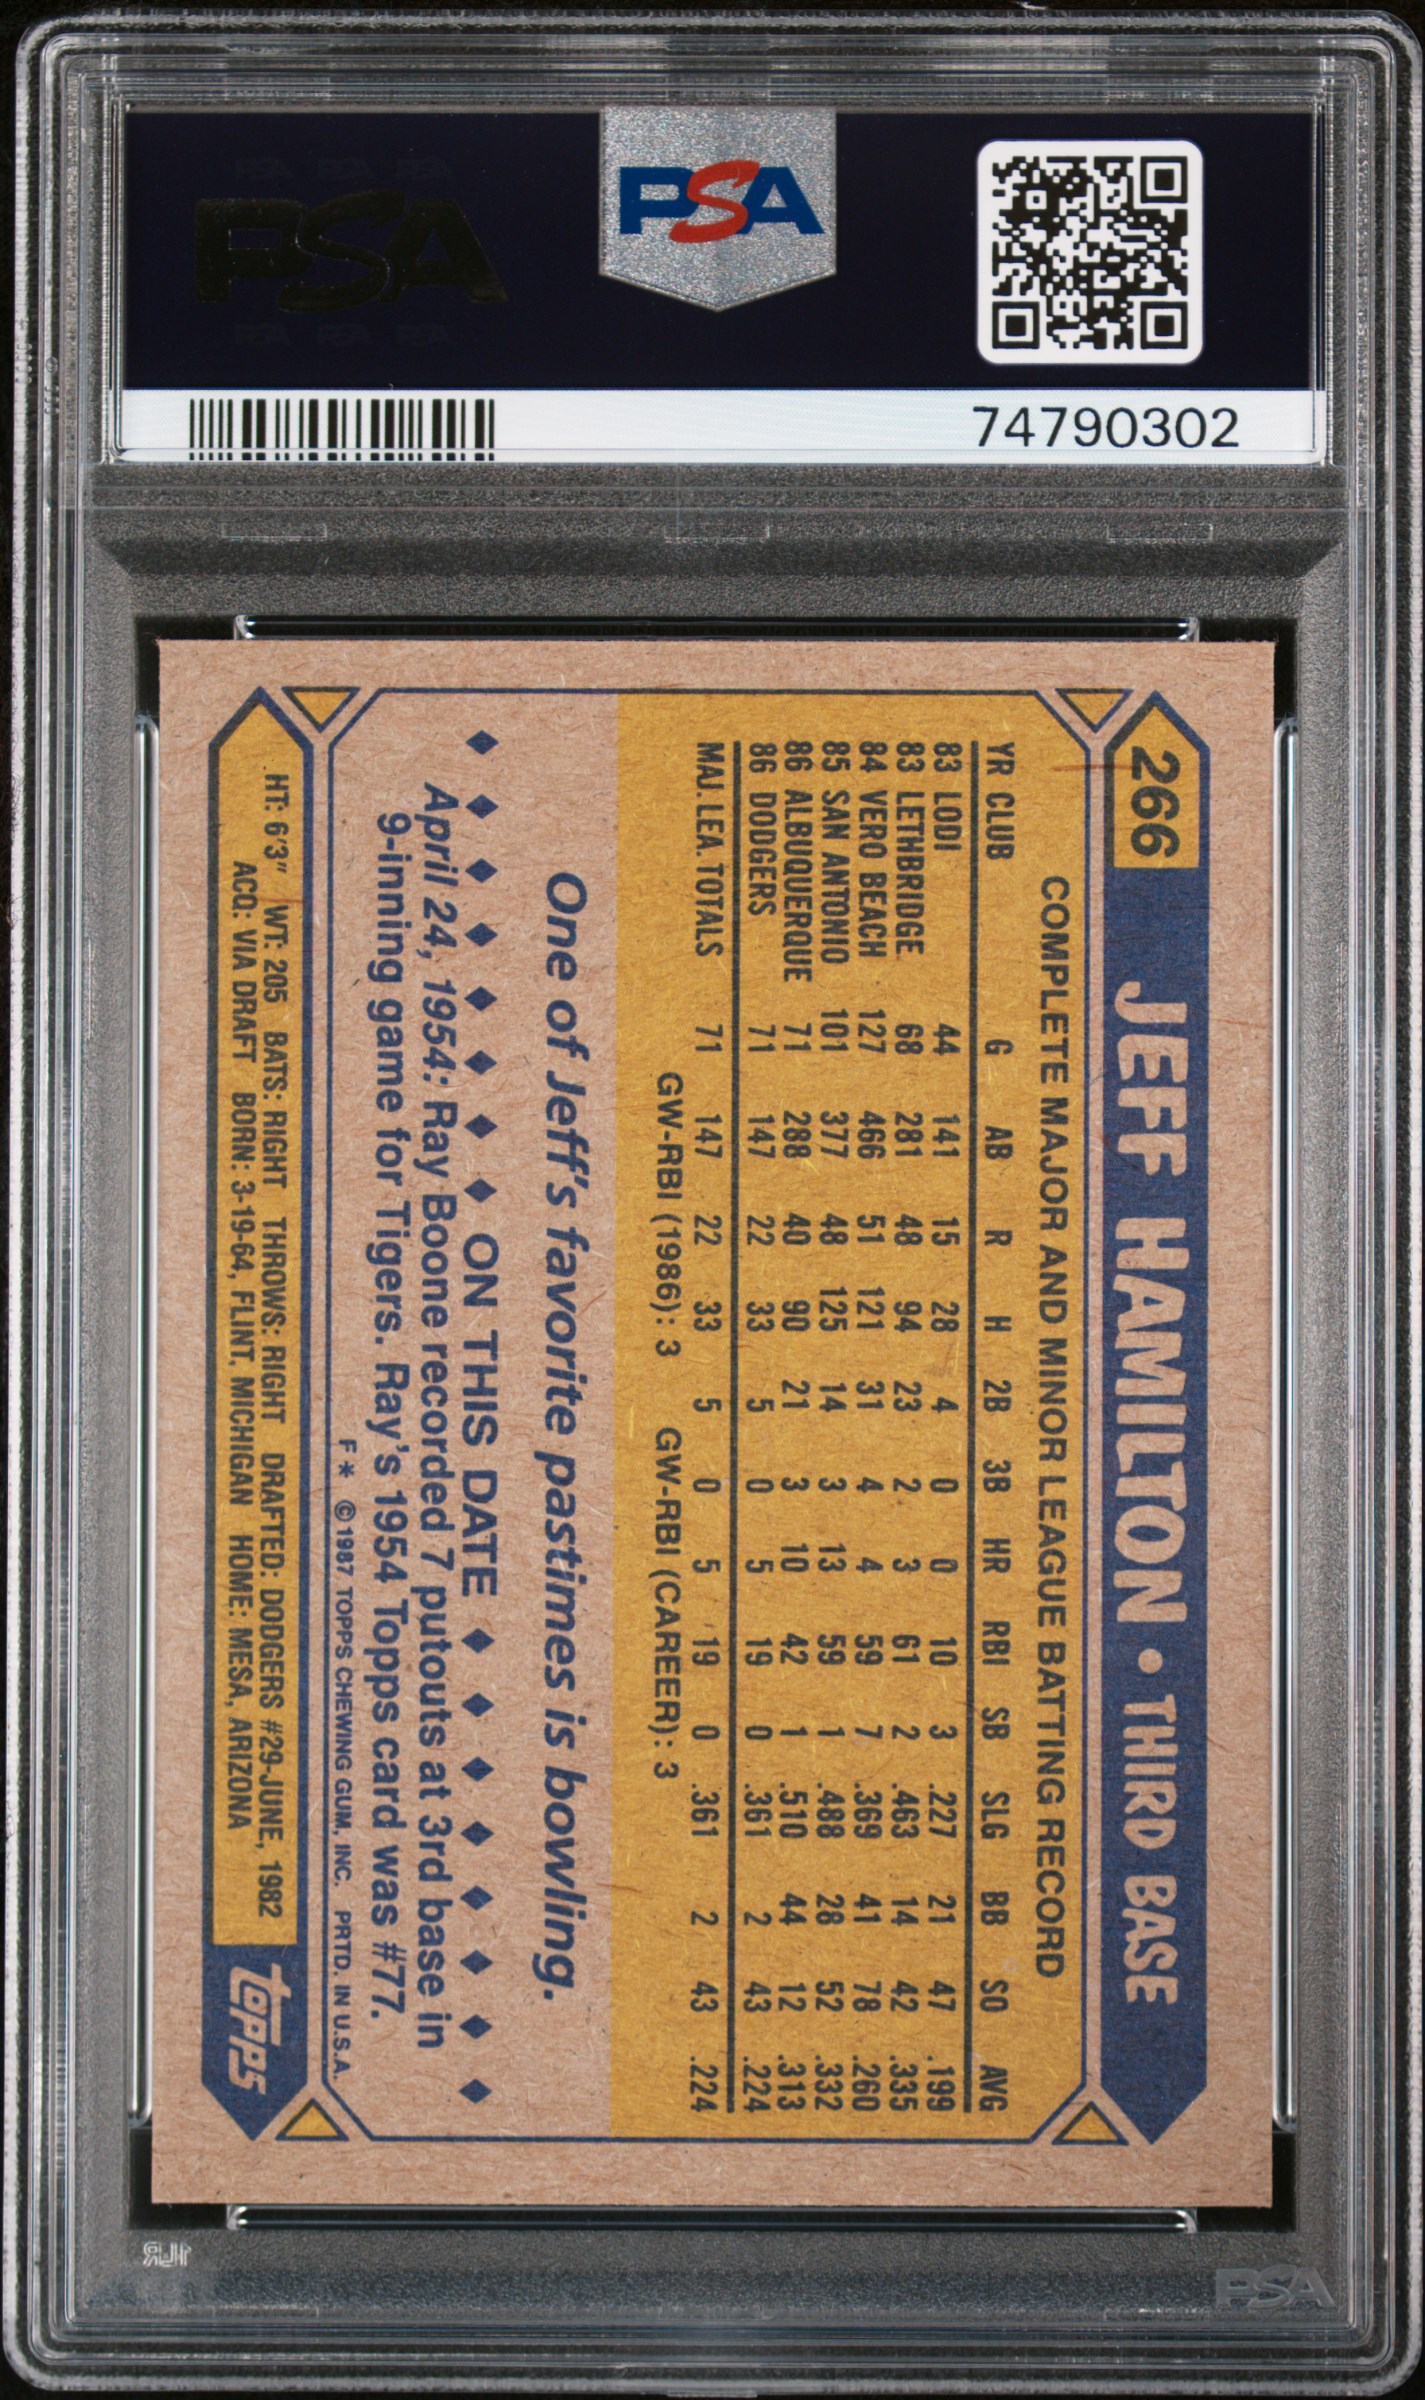 PSA
PSA
74790302
266 JEFF HAMILTON • THIRD BASE
COMPLETE MAJOR AND MINOR LEAGUE BATTING RECORD
YR CLUB G AB R H 2B 3B HR RBI SB SLG BB SO AVG
83 LODI 44 141 15 28 4 0 0 10 3 .227 21 47 .199
83 LETHBRIDGE 68 281 48 94 23 2 3 61 2 .463 14 42 .335
84 VERO BEACH 127 466 51 121 31 4 4 59 7 .369 41 78 .260
85 SAN ANTONIO 101 377 48 125 14 3 13 59 1 .488 28 52 .332
86 ALBUQUERQUE 71 288 40 90 21 3 10 42 1 .510 44 12 .313
86 DODGERS 71 147 22 33 5 0 5 19 0 .361 2 43 .224
MAJ. LEA. TOTALS 71 147 22 33 5 0 5 19 0 .361 2 43 .224
GW-RBI (1986): 3 GW-RBI (CAREER): 3
One of Jeff's favorite pastimes is bowling.
ON THIS DATE
April 24, 1954: Ray Boone recorded 7 putouts at 3rd base in
9-inning game for Tigers. Ray's 1954 Topps card was #77.
F* © 1987 TOPPS CHEWING GUM, INC. PRTD. IN U.S.A.
HT: 6'3" WT: 205 BATS: RIGHT THROWS: RIGHT DRAFTED: DODGERS #29-JUNE, 1982
ACQ: VIA DRAFT BORN: 3-19-64, FLINT, MICHIGAN HOME: MESA, ARIZONA
topps
PSA